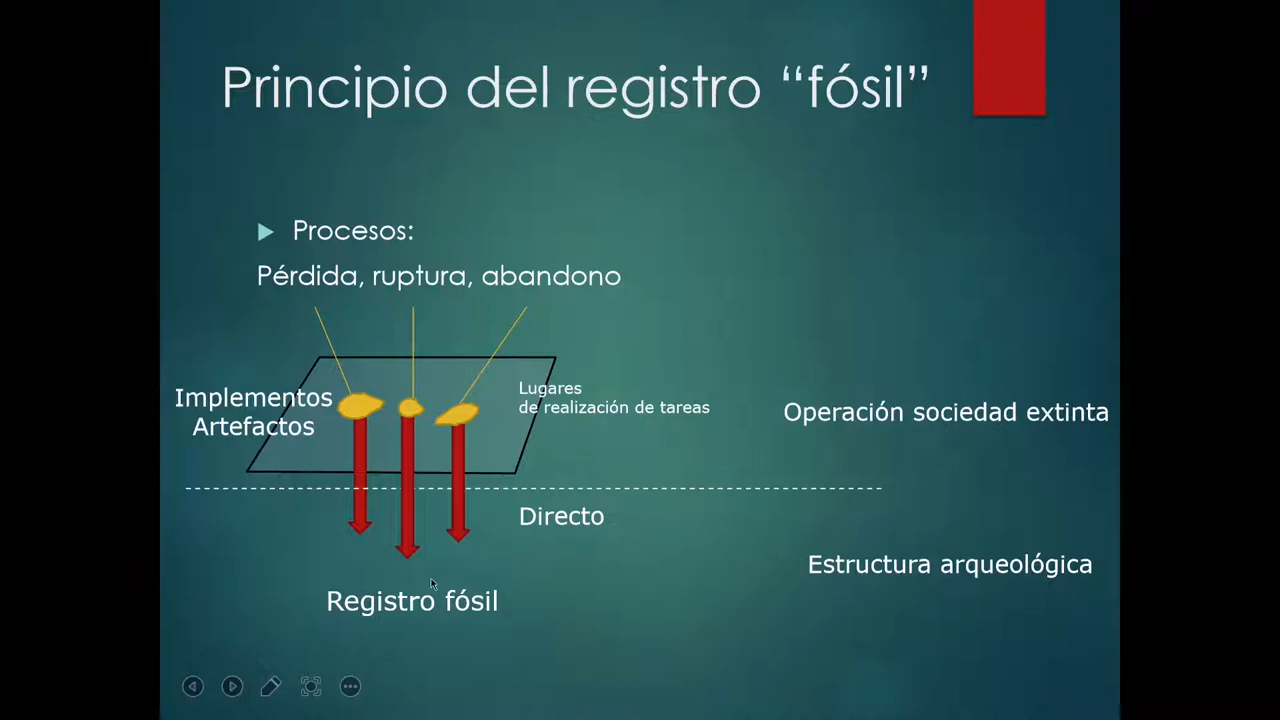 Principio del registro “fósil”
Procesos:
Pérdida, ruptura, abandono
Implementos
Artefactos
Lugares
de realización de tareas
Operación sociedad extinta
Directo
Estructura arqueológica
Registro fósil